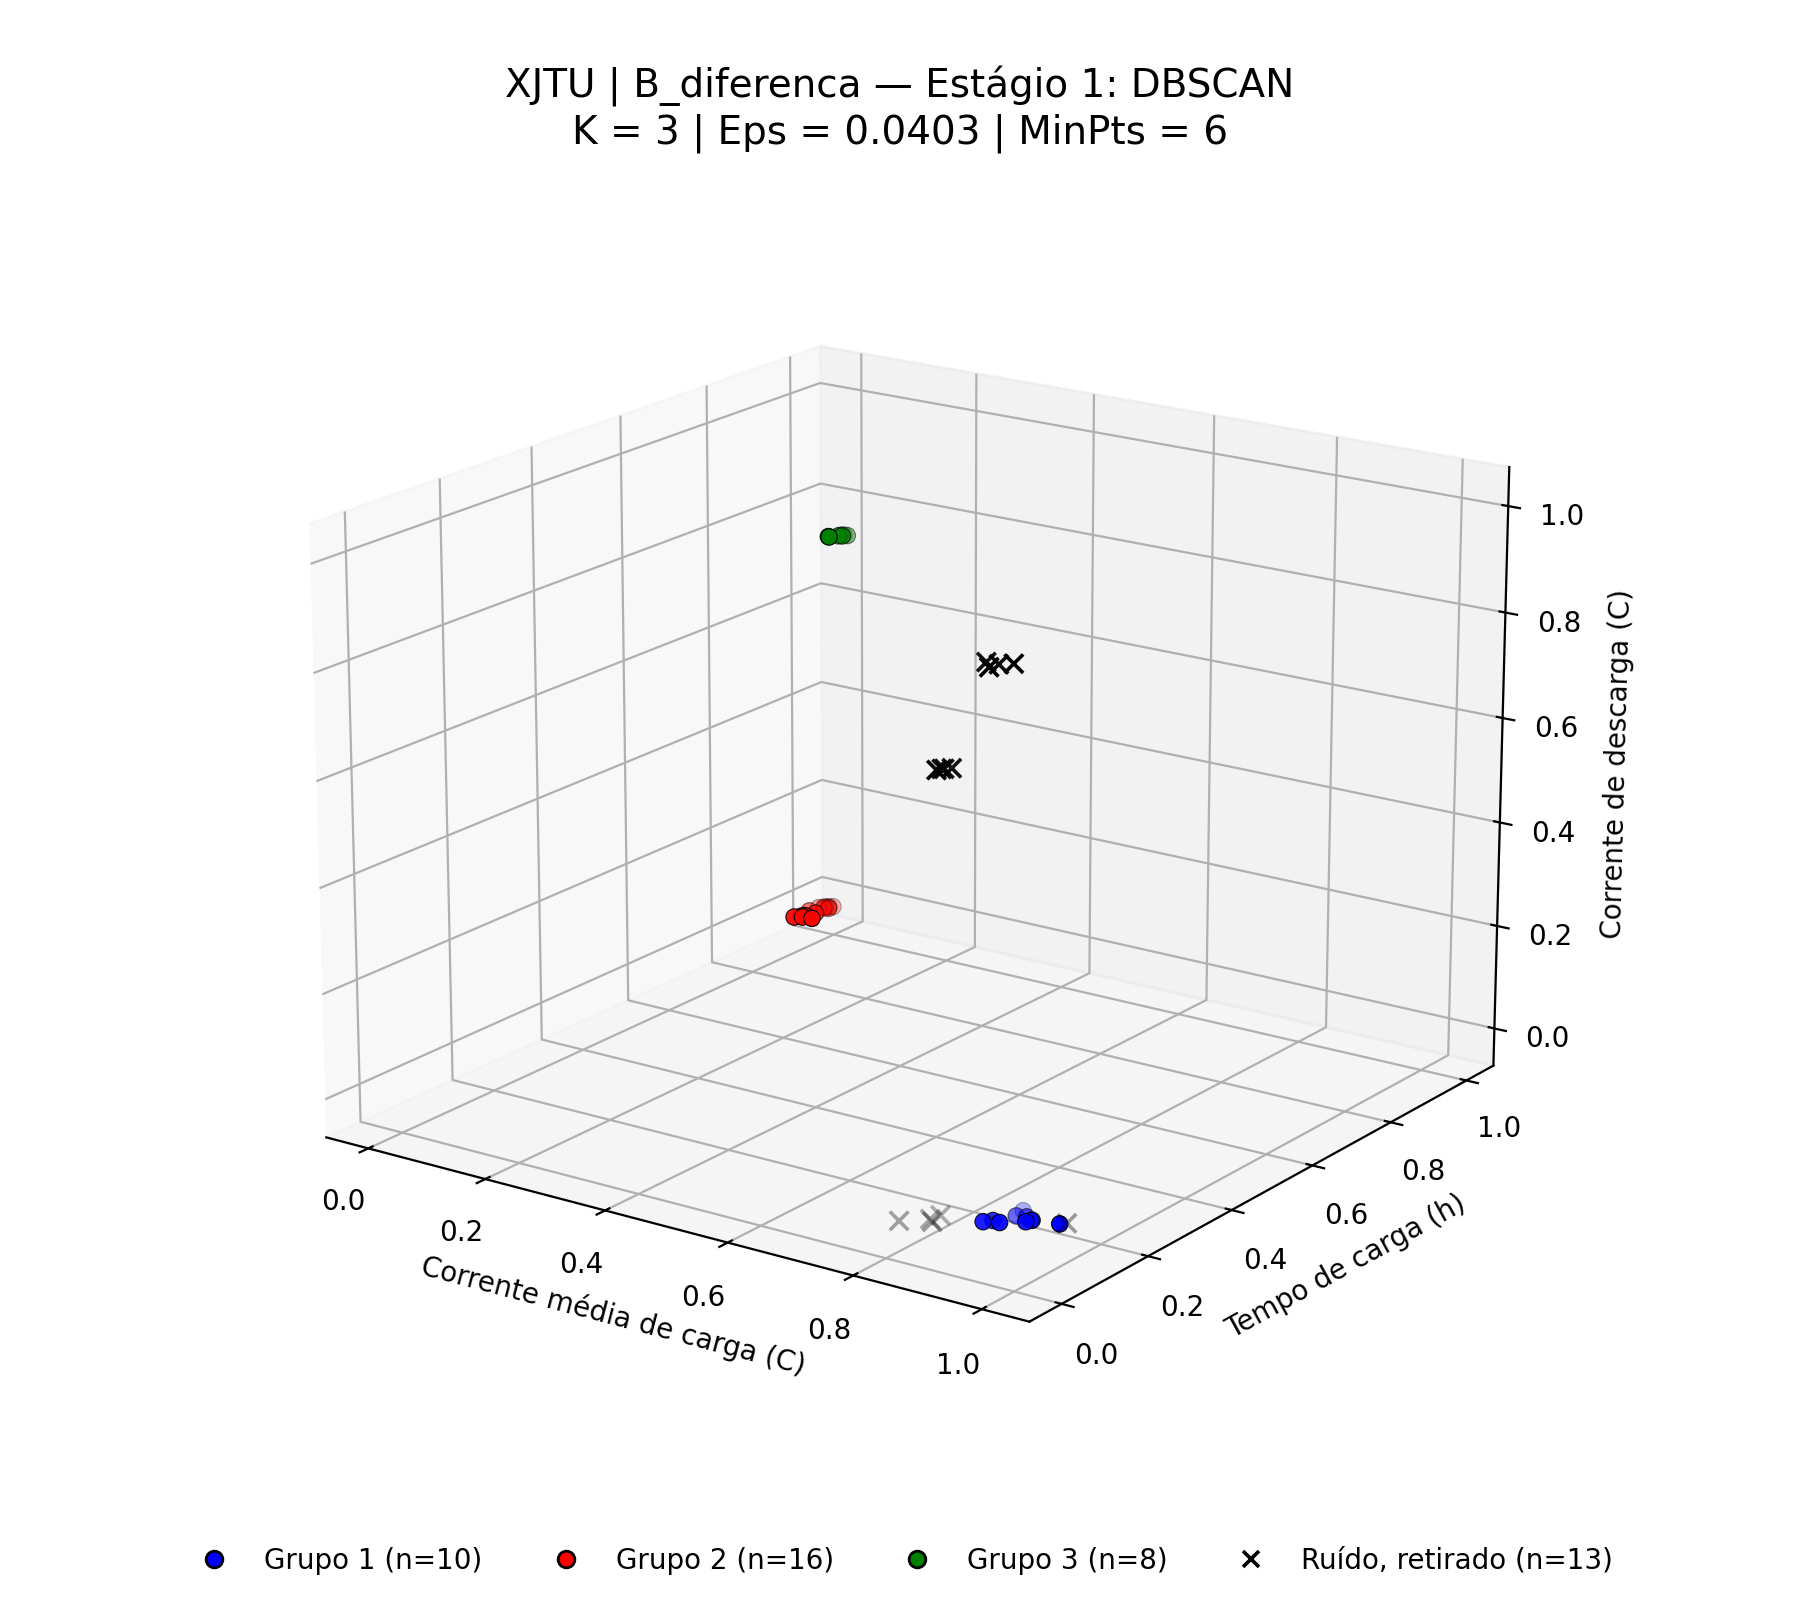 XJTU | B_diferenca — Estágio 1: DBSCAN
K = 3 | Eps = 0.0403 | MinPts = 6
1.0
0.8
0.6
0.4
0.2
0.0
Corrente de descarga (C)
0.0
0.2
0.4
0.6
0.8
1.0
Corrente média de carga (C)
1.0
0.8
0.6
0.4
0.2
0.0
Tempo de carga (h)
Grupo 1 (n=10)
Grupo 2 (n=16)
Grupo 3 (n=8)
Ruído, retirado (n=13)